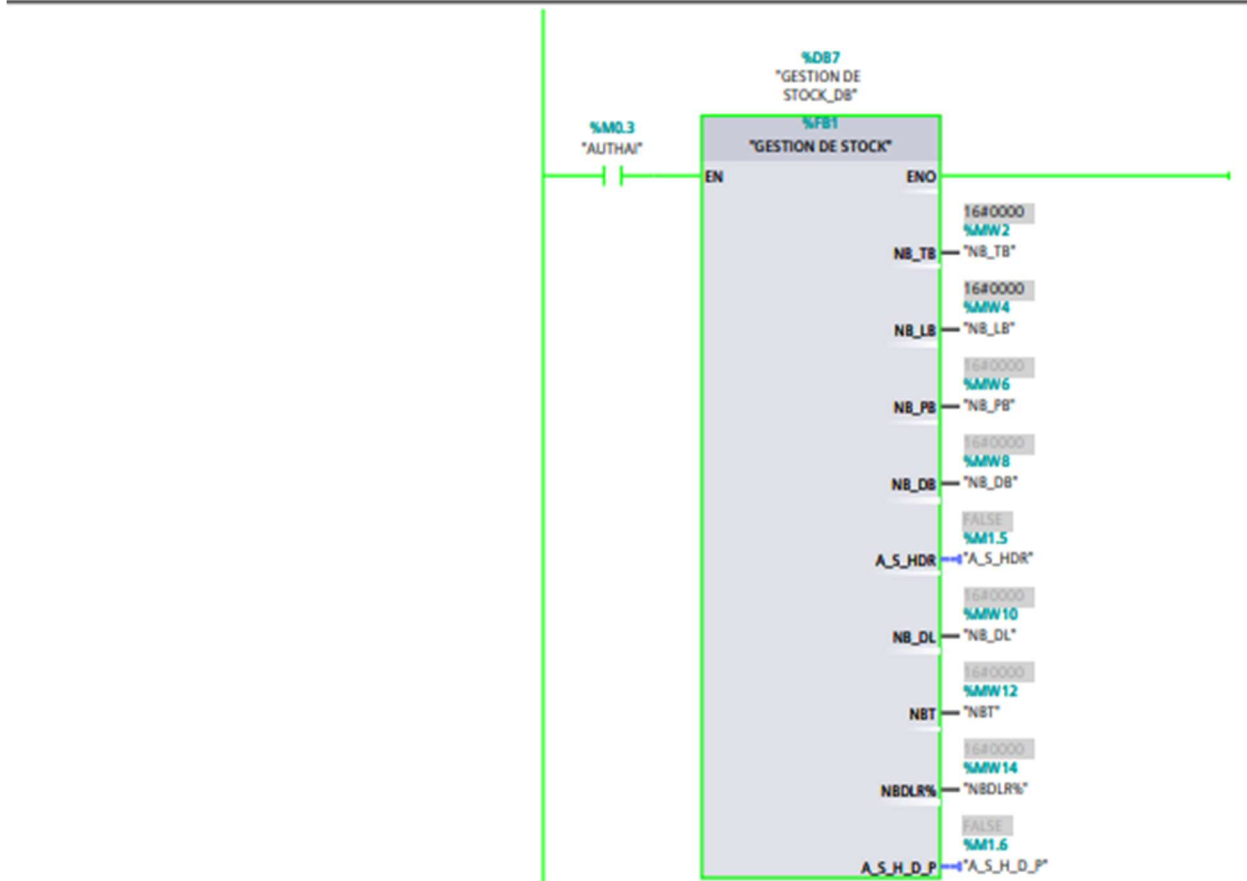 %DB7
"GESTION DE
STOCK_DB"
%FB1
"GESTION DE STOCK"
%M0.3
"AUTHAI"
EN
ENO
16#0000
%MW2
NB_TB
"NB_TB"
16#0000
%MW4
NB_LB
"NB_LB"
16#0000
%MW6
NB_PB
"NB_PB"
16#0000
%MW8
NB_DB
"NB_DB"
FALSE
%M1.5
A_S_HDR
"A_S_HDR"
16#0000
%MW10
NB_DL
"NB_DL"
16#0000
%MW12
NBT
"NBT"
16#0000
%MW14
NBDLR%
"NBDLR%"
FALSE
%M1.6
A_S_H_D_P
"A_S_H_D_P"